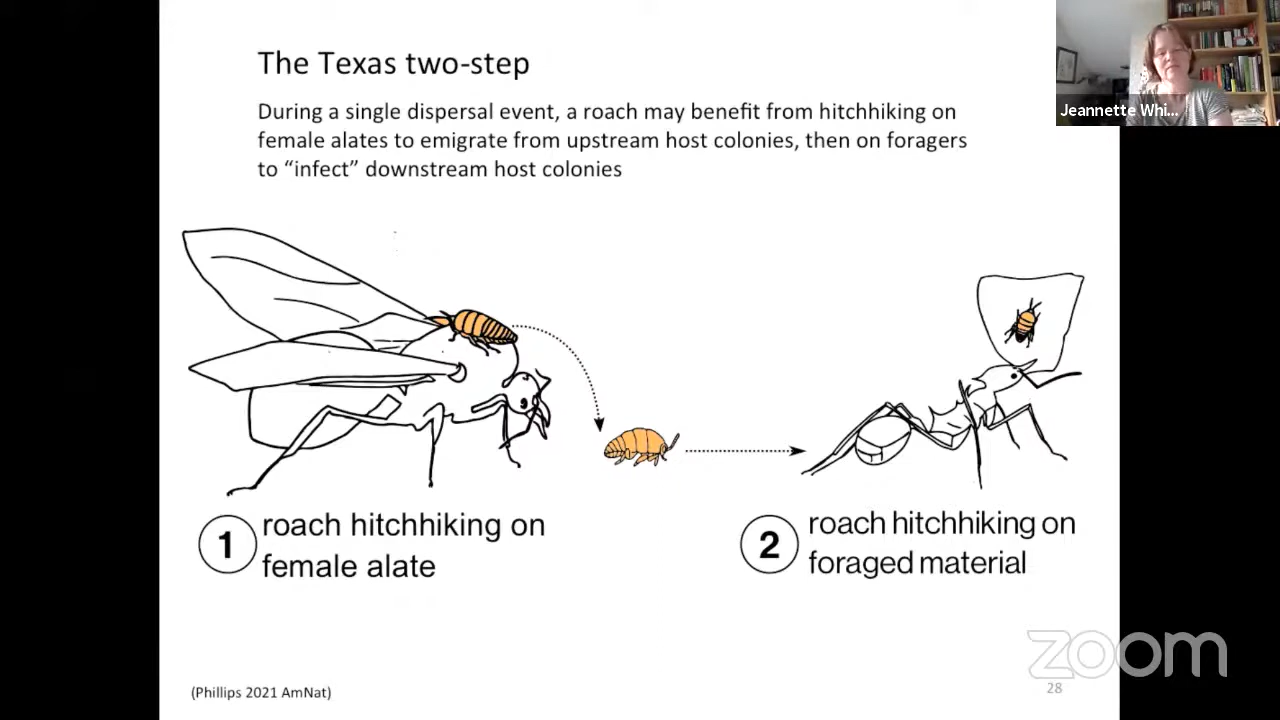 The Texas two-step
During a single dispersal event, a roach may benefit from hitchhiking on
female alates to emigrate from upstream host colonies, then on foragers
to “infect” downstream host colonies
Jeannette Whi...
1
roach hitchhiking on
female alate
2
roach hitchhiking on
foraged material
(Phillips 2021 AmNat)
zoom
28